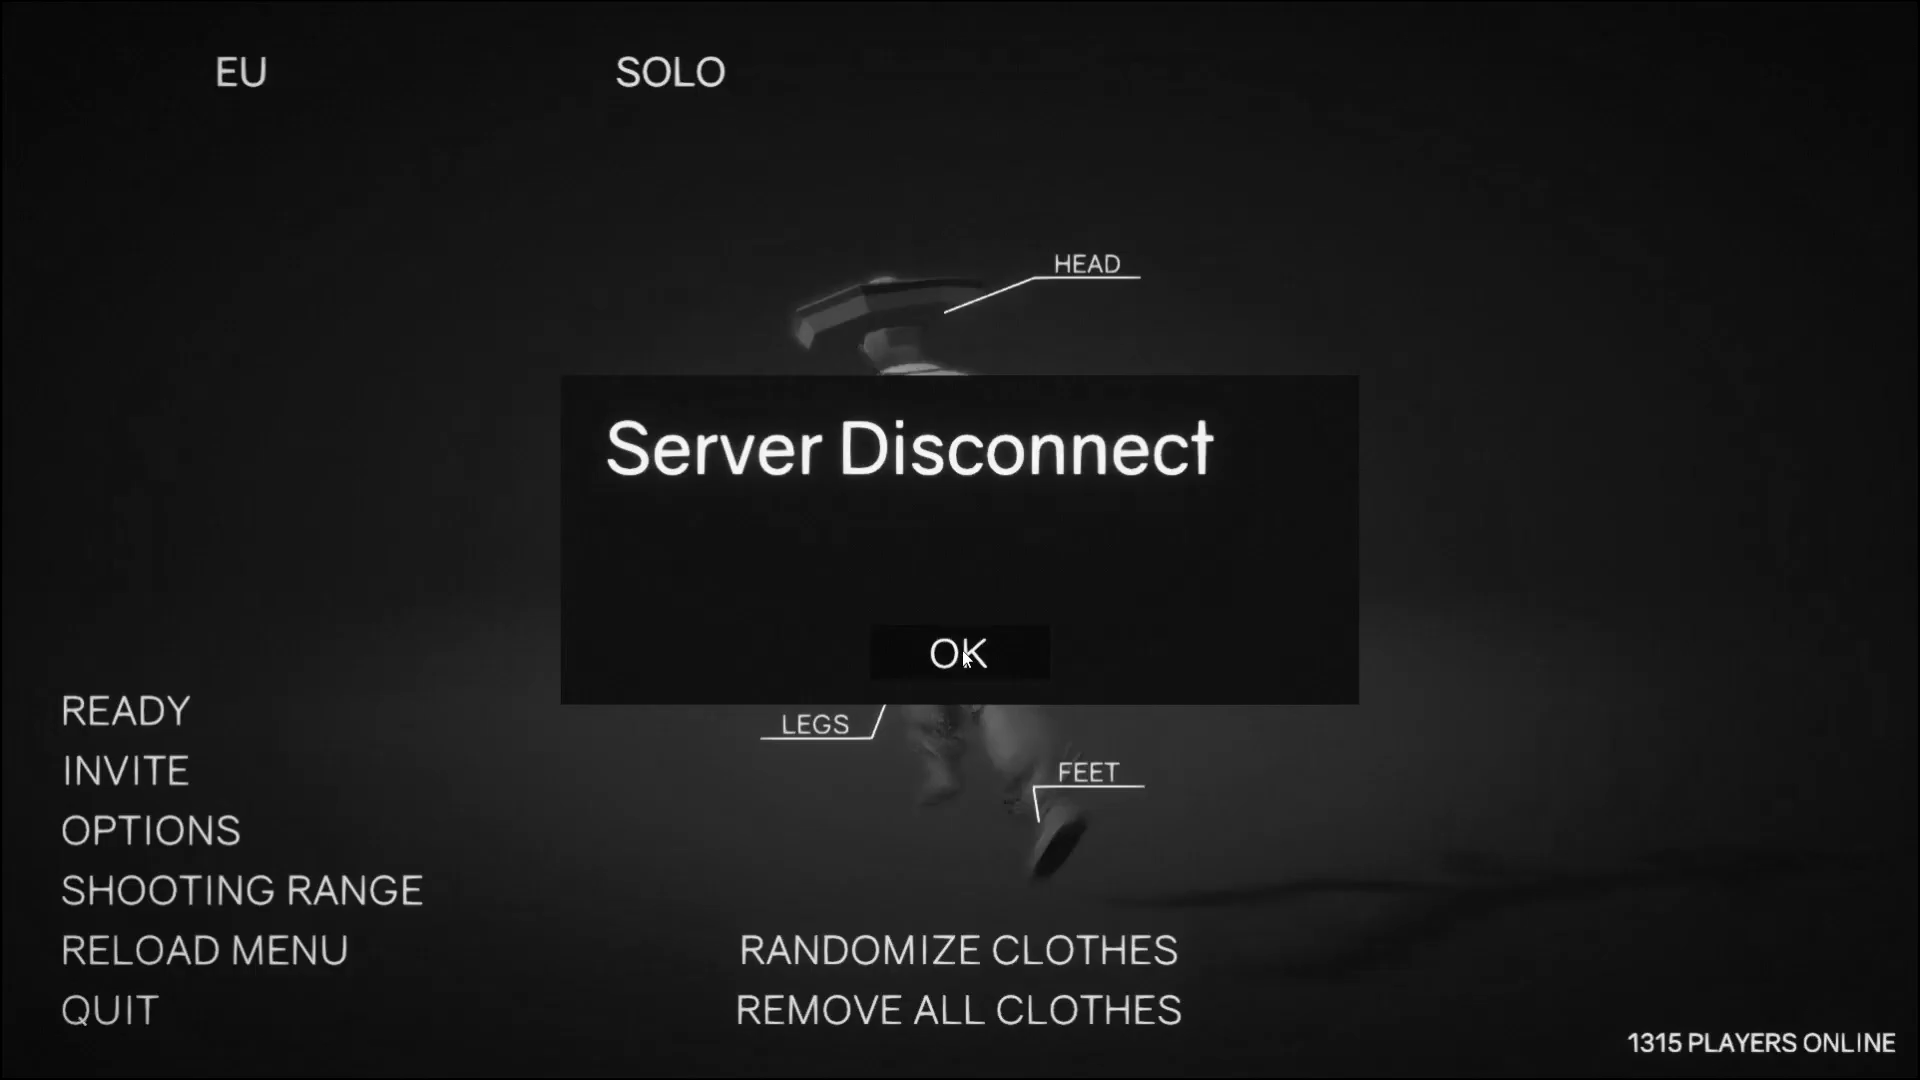 EU
SOLO
HEAD
Server Disconnect
OK
LEGS
FEET
READY
INVITE
OPTIONS
SHOOTING RANGE
RELOAD MENU
QUIT
RANDOMIZE CLOTHES
REMOVE ALL CLOTHES
1315 PLAYERS ONLINE